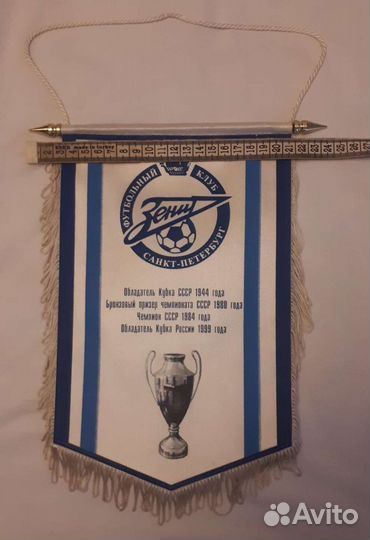 ФУТБОЛЬНЫЙ КЛУБ
Зенит
САНКТ-ПЕТЕРБУРГ
Обладатель Кубка СССР 1944 года
Бронзовый призер чемпионата СССР 1980 года
Чемпион СССР 1984 года
Обладатель Кубка России 1999 года
Avito